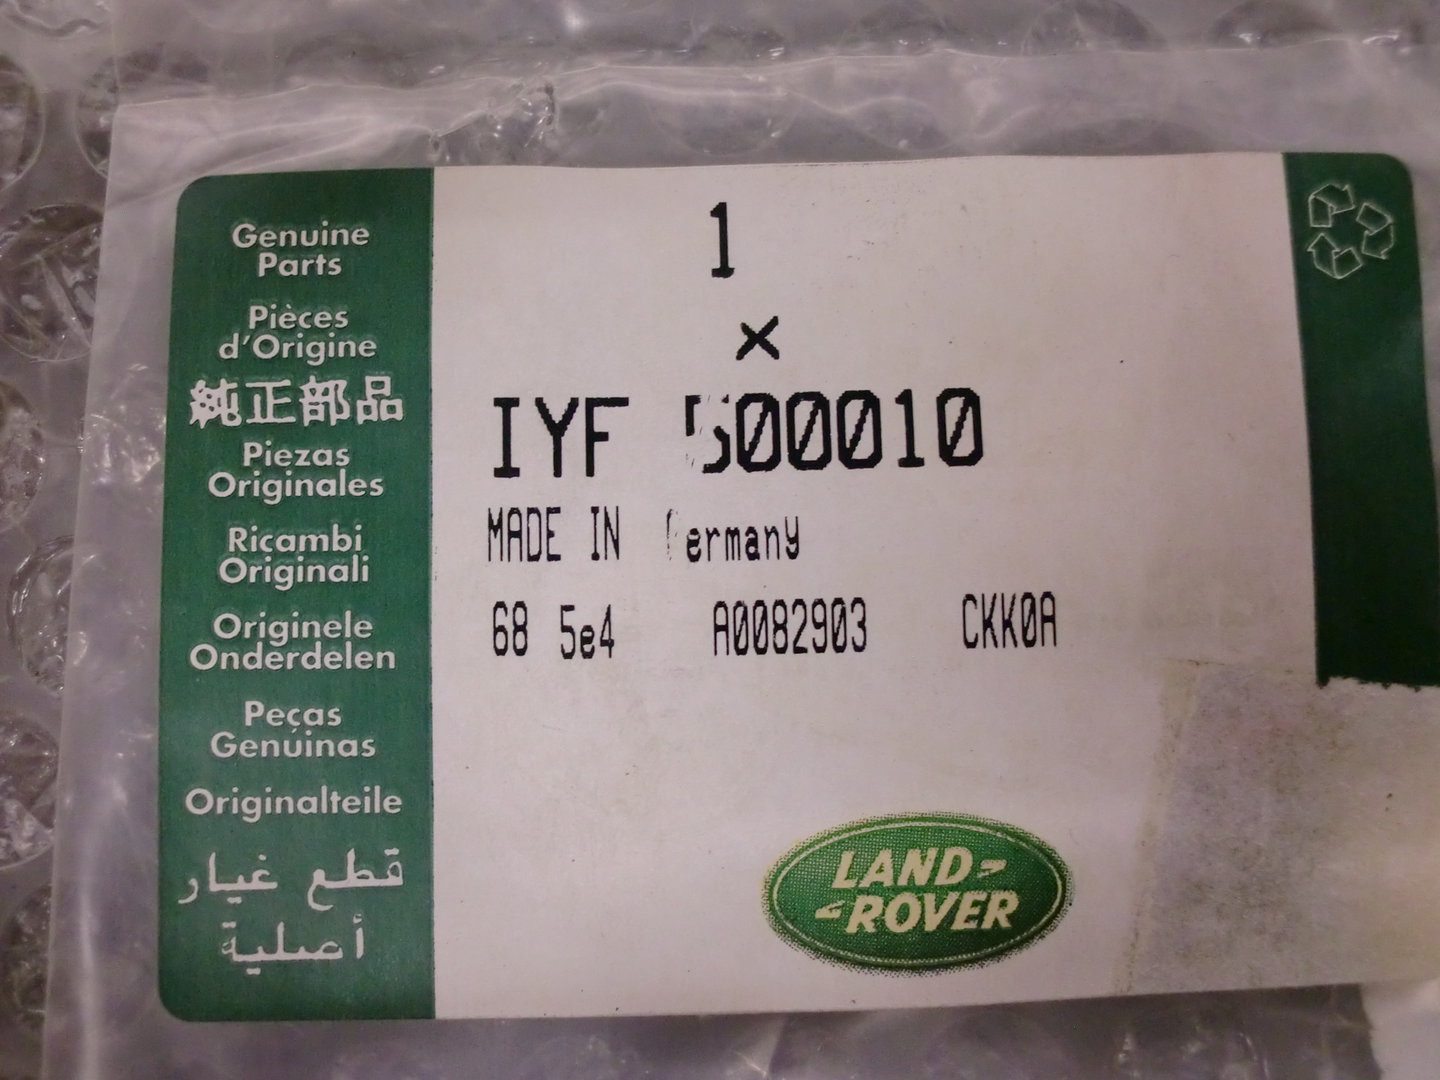 Genuine
Parts
Pièces
d'Origine
純正部品
Piezas
Originales
Ricambi
Originali
Originele
Onderdelen
Peças
Genuinas
Originalteile
قطع غيار
أصلية
1
×
IYF 500010
MADE IN Germany
68 5e4 A0082903 CKK0A
LAND
ROVER